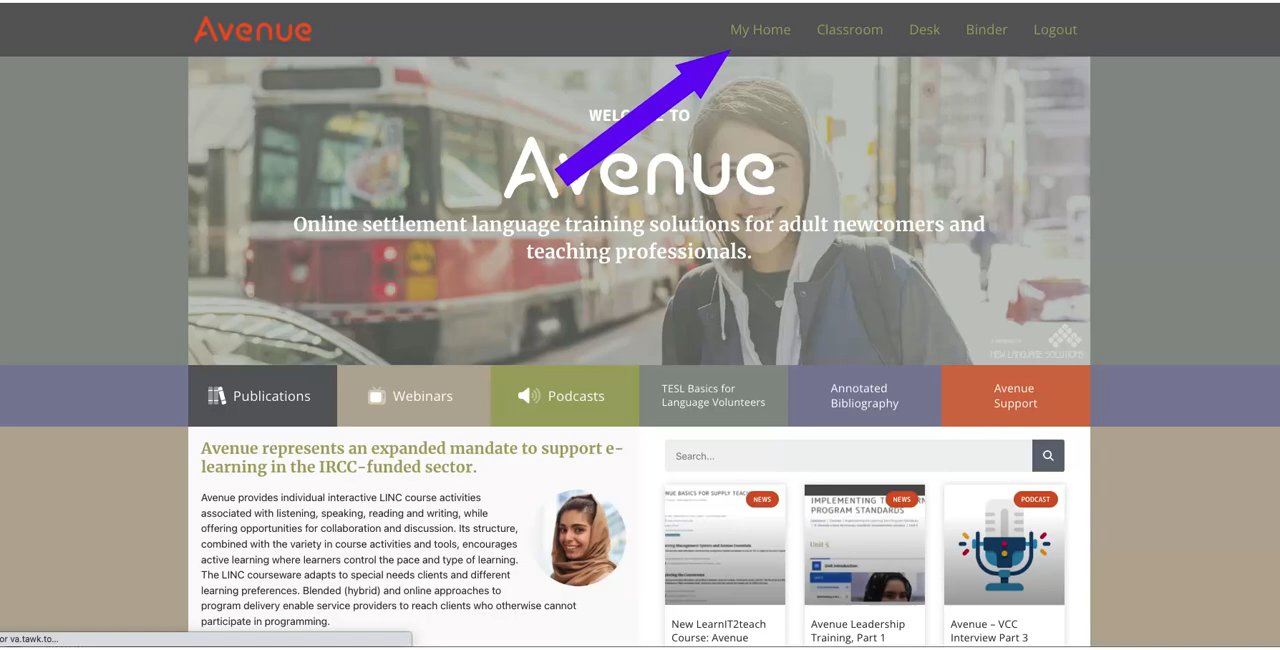 Avenue
My Home Classroom Desk Binder Logout
WELCOME TO
Avenue
Online settlement language training solutions for adult newcomers and
teaching professionals.
NEW LANGUAGE SOLUTIONS
Publications
Webinars
Podcasts
TESL Basics for
Language Volunteers
Annotated
Bibliography
Avenue
Support
Avenue represents an expanded mandate to support e-
learning in the IRCC-funded sector.
Avenue provides individual interactive LINC course activities
associated with listening, speaking, reading and writing, while
offering opportunities for collaboration and discussion. Its structure,
combined with the variety in course activities and tools, encourages
active learning where learners control the pace and type of learning.
The LINC courseware adapts to special needs clients and different
learning preferences. Blended (hybrid) and online approaches to
program delivery enable service providers to reach clients who otherwise cannot
participate in programming.
Search...
NEWS
New LearnIT2teach
Course: Avenue
NEWS
Avenue Leadership
Training, Part 1
PODCAST
Avenue – VCC
Interview Part 3
or va.tawk.to...